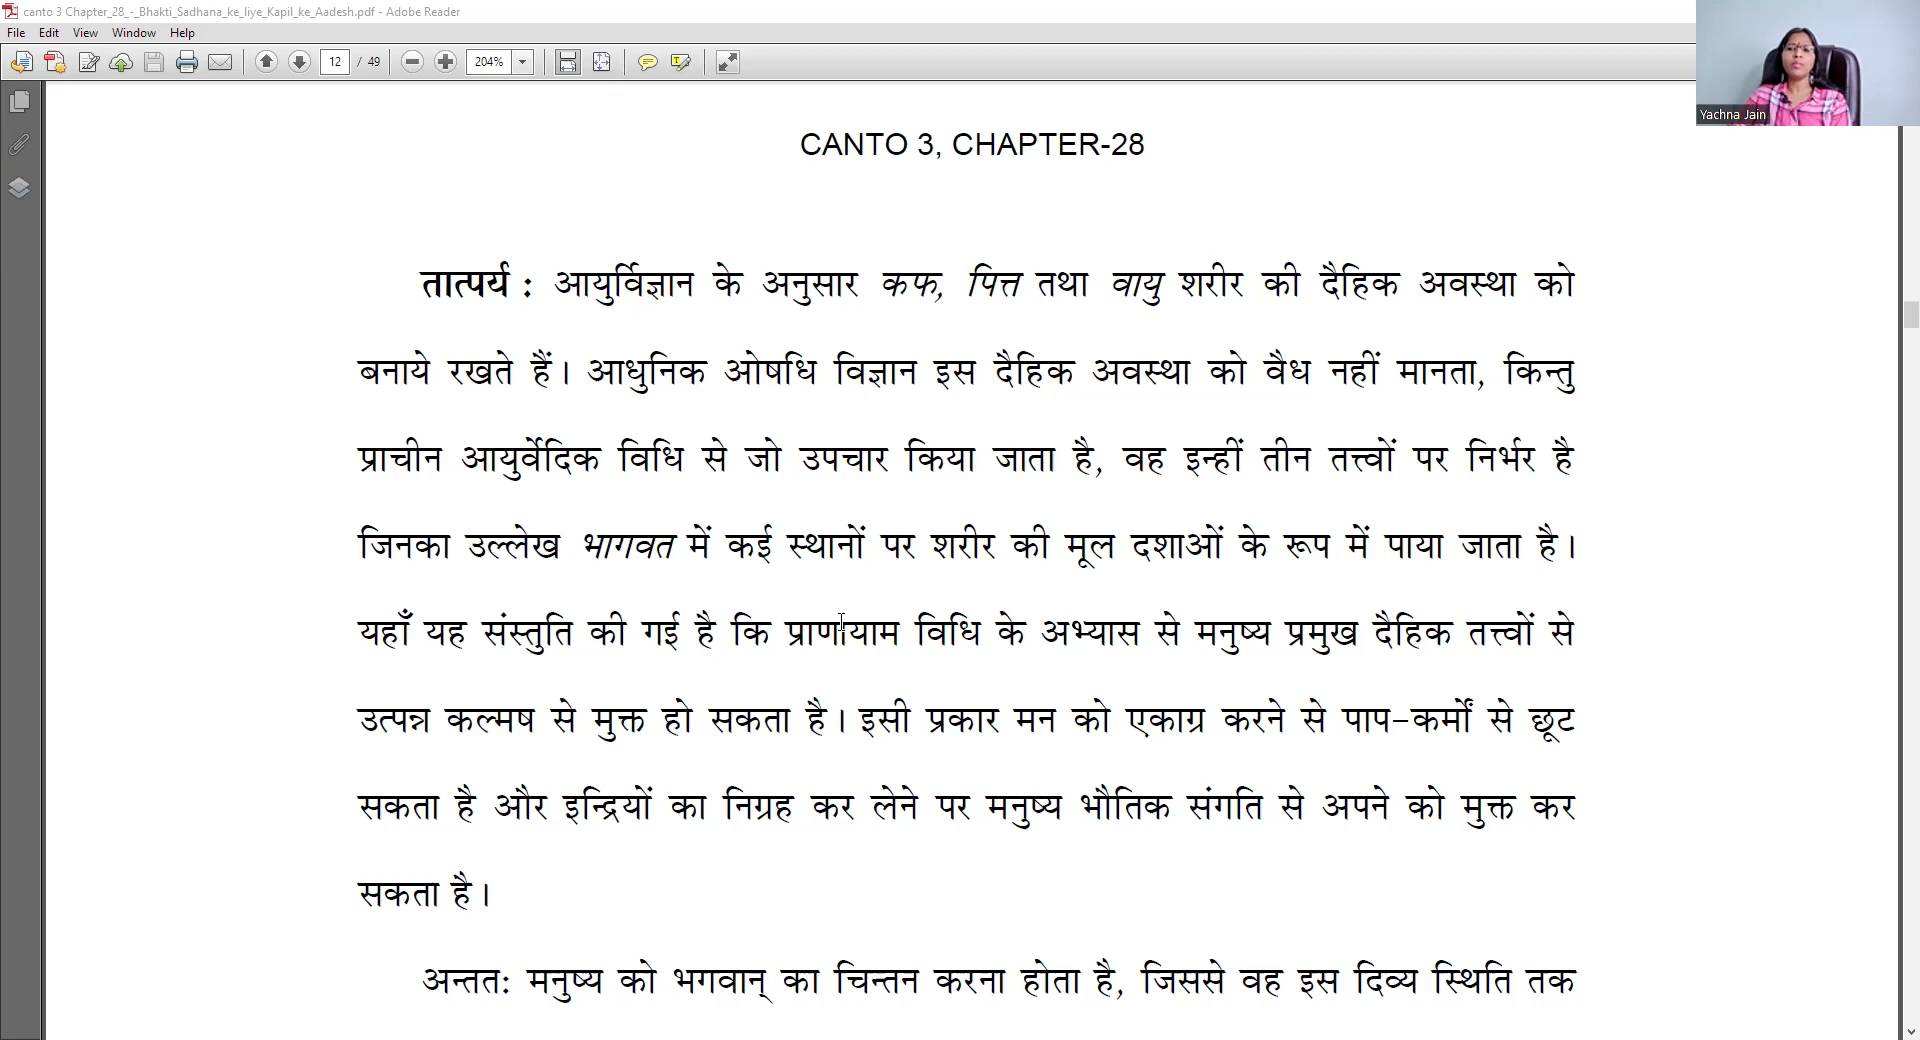 canto 3 Chapter_28_-_Bhakti_Sadhana_ke_liye_Kapil_ke_Aadesh.pdf - Adobe Reader
File Edit View Window Help
12 / 49 204%
Yachna Jain
CANTO 3, CHAPTER-28
तात्पर्य : आयुर्विज्ञान के अनुसार कफ, पित्त तथा वायु शरीर की दैहिक अवस्था को
बनाये रखते हैं। आधुनिक ओषधि विज्ञान इस दैहिक अवस्था को वैध नहीं मानता, किन्तु
प्राचीन आयुर्वेदिक विधि से जो उपचार किया जाता है, वह इन्हीं तीन तत्त्वों पर निर्भर है
जिनका उल्लेख भागवत में कई स्थानों पर शरीर की मूल दशाओं के रूप में पाया जाता है।
यहाँ यह संस्तुति की गई है कि प्राणायाम विधि के अभ्यास से मनुष्य प्रमुख दैहिक तत्त्वों से
उत्पन्न कल्मष से मुक्त हो सकता है। इसी प्रकार मन को एकाग्र करने से पाप-कर्मों से छूट
सकता है और इन्द्रियों का निग्रह कर लेने पर मनुष्य भौतिक संगति से अपने को मुक्त कर
सकता है।
अन्ततः मनुष्य को भगवान् का चिन्तन करना होता है, जिससे वह इस दिव्य स्थिति तक